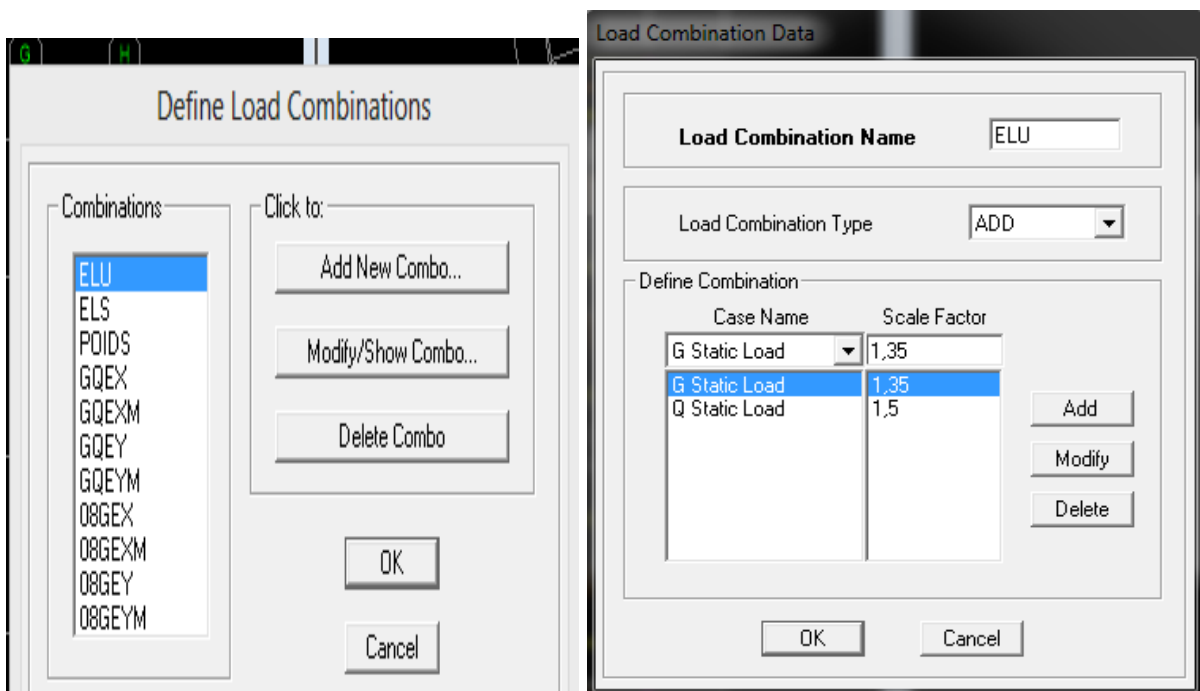 G
H
Define Load Combinations
Combinations
ELU
ELS
POIDS
GQEX
GQEXM
GQEY
GQEYM
08GEX
08GEXM
08GEY
08GEYM
Click to:
Add New Combo...
Modify/Show Combo...
Delete Combo
OK
Cancel
Load Combination Data
Load Combination Name ELU
Load Combination Type ADD
Define Combination
Case Name Scale Factor
G Static Load 1,35
G Static Load 1,35
Q Static Load 1,5
Add
Modify
Delete
OK Cancel